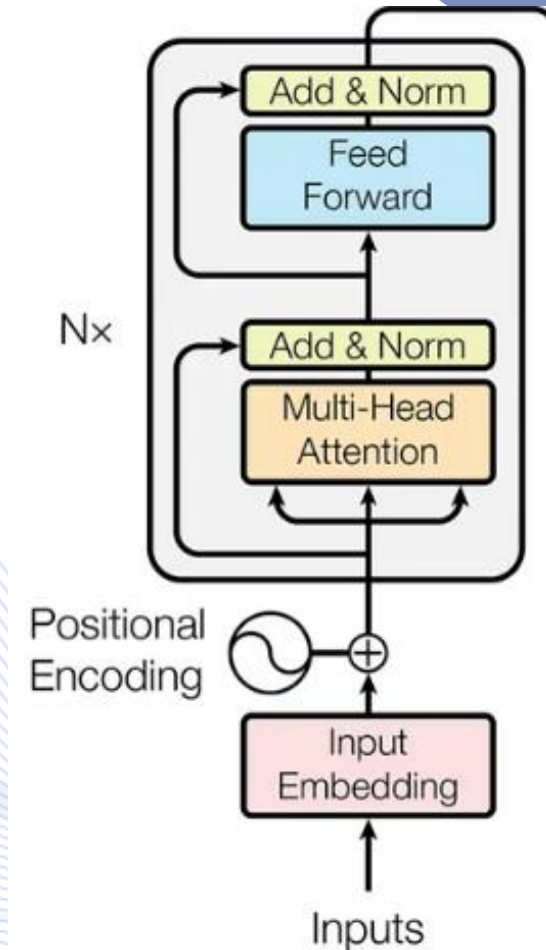 Add & Norm
Feed
Forward
N×
Add & Norm
Multi-Head
Attention
Positional
Encoding
Input
Embedding
Inputs